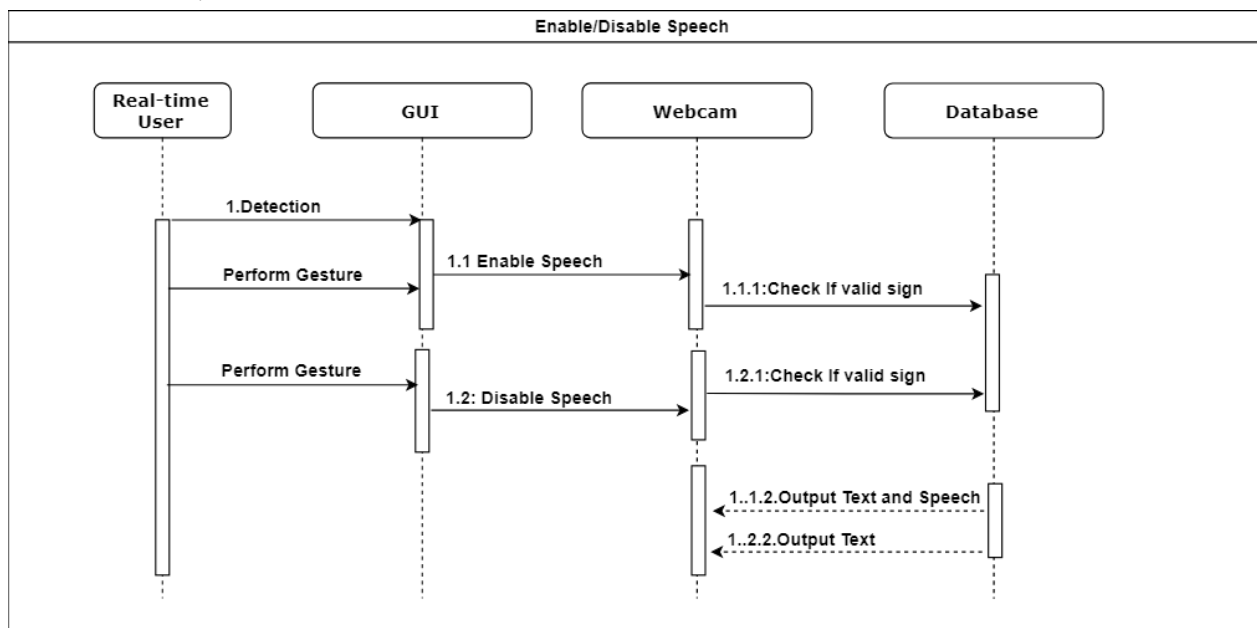 Enable/Disable Speech
Real-time
User
GUI
Webcam
Database
1.Detection
1.1 Enable Speech
Perform Gesture
1.1.1:Check If valid sign
Perform Gesture
1.2.1:Check If valid sign
1.2: Disable Speech
1..1.2.Output Text and Speech
1..2.2.Output Text